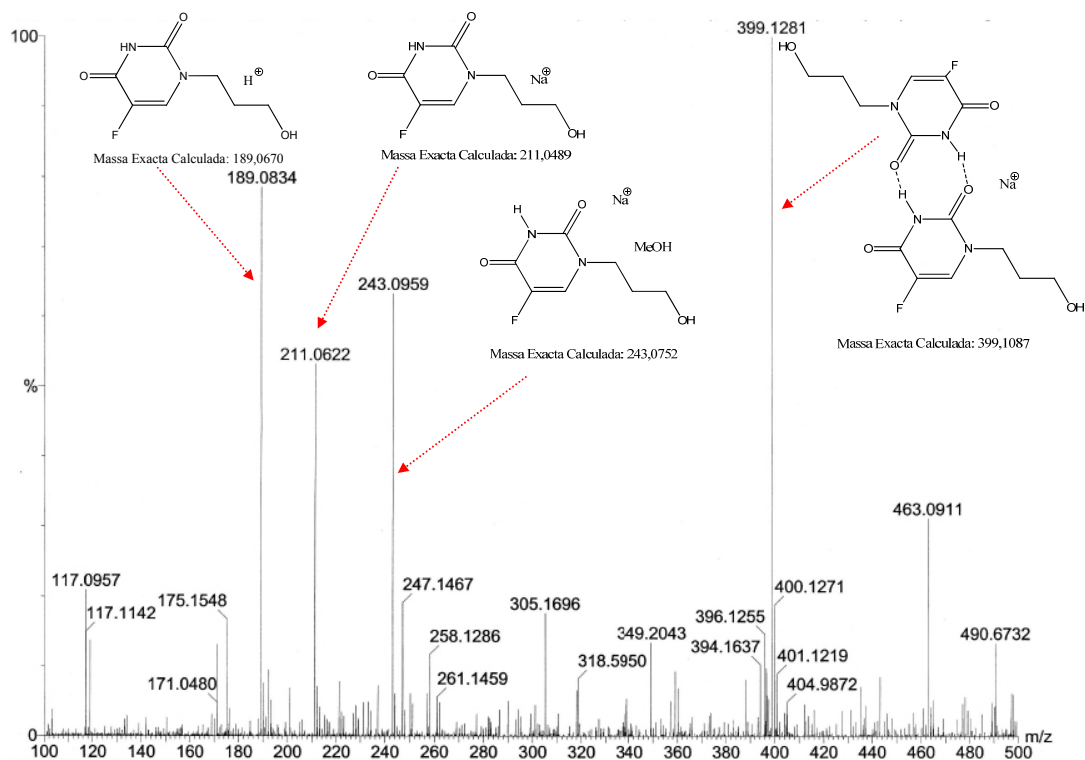 100
%
0
100
120
140
160
180
200
220
240
260
280
300
320
340
360
380
400
420
440
460
480
500
m/z
O
HN
O
N
H⊕
F
OH
Massa Exacta Calculada: 189,0670
189.0834
O
HN
O
N
Na⊕
F
OH
Massa Exacta Calculada: 211,0489
211.0622
H
O
N
Na⊕
O
N
MeOH
F
OH
Massa Exacta Calculada: 243,0752
243.0959
399.1281
HO
F
N
O
N
O
H
H
O
Na⊕
N
O
N
F
OH
Massa Exacta Calculada: 399,1087
117.0957
117.1142
175.1548
171.0480
247.1467
258.1286
261.1459
305.1696
318.5950
349.2043
396.1255
394.1637
400.1271
401.1219
404.9872
463.0911
490.6732